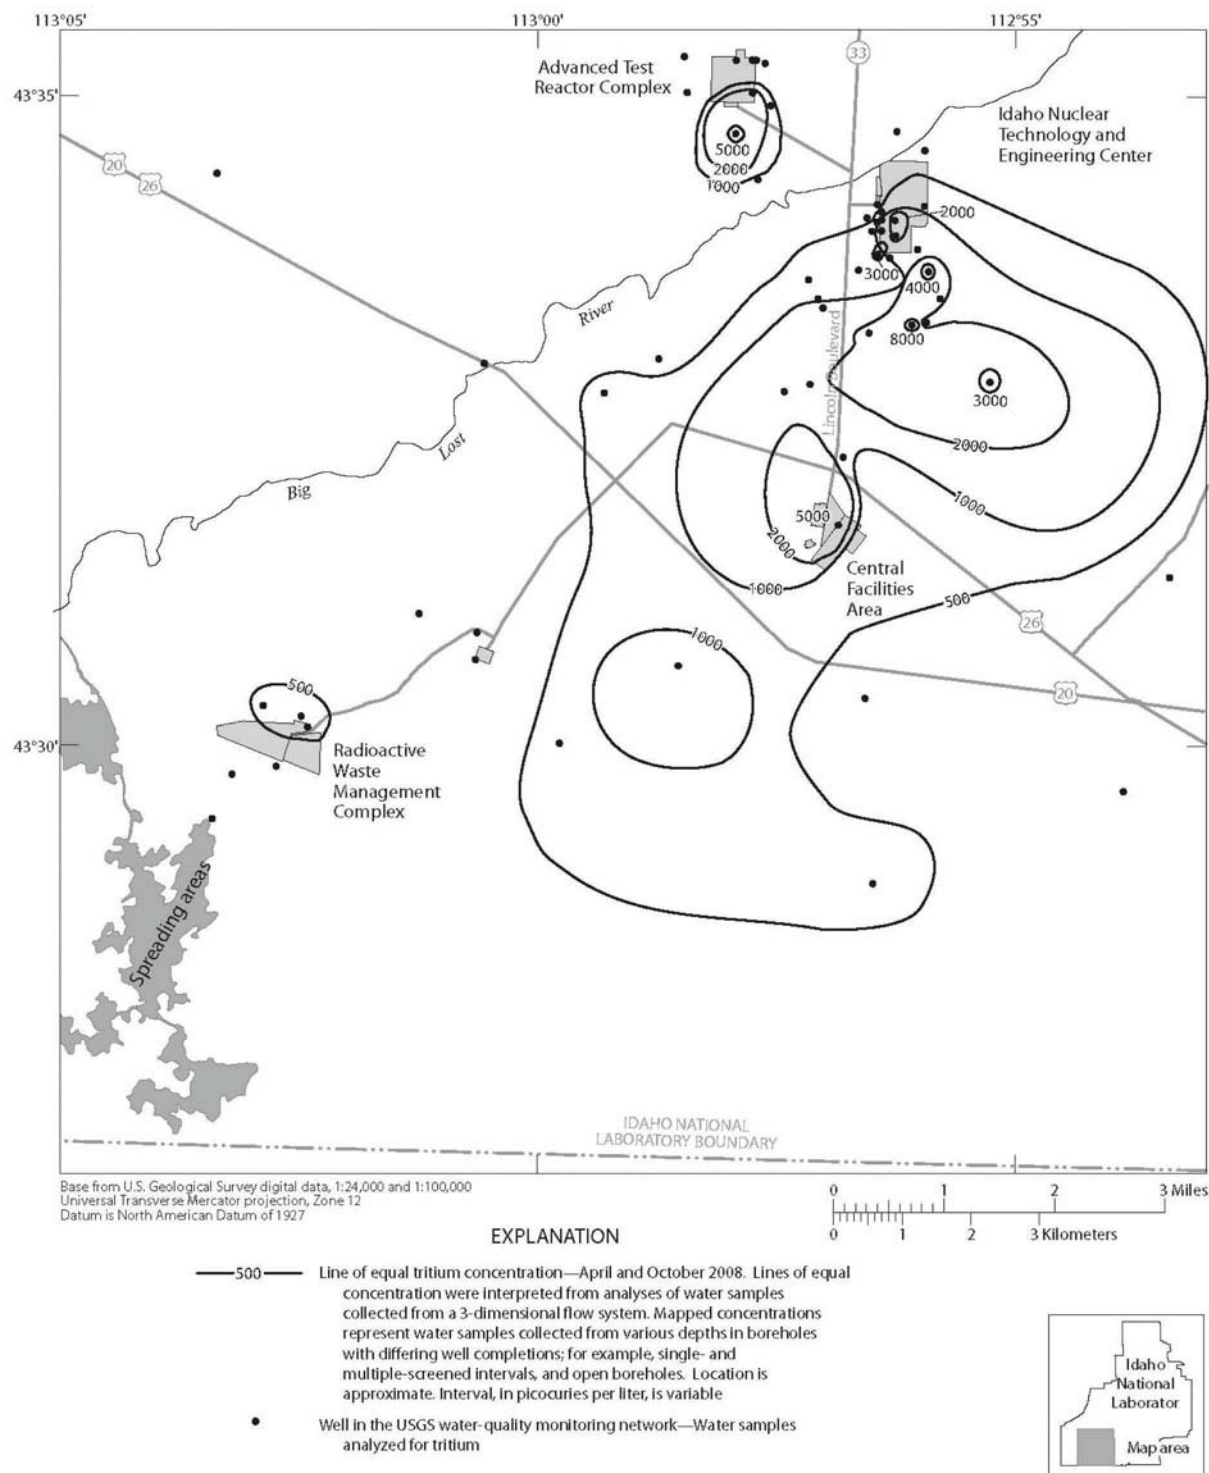 113°05'
113°00'
112°55'
33
Advanced Test
Reactor Complex
43°35'
Idaho Nuclear
Technology and
Engineering Center
20
26
5000
2000
1000
2000
3000
4000
River
8000
Lincoln Boulevard
3000
2000
Lost
Big
1000
5000
2000
Central
Facilities
Area
1000
500
26
1000
20
500
43°30'
Radioactive
Waste
Management
Complex
Spreading areas
IDAHO NATIONAL
LABORATORY BOUNDARY
Base from U.S. Geological Survey digital data, 1:24,000 and 1:100,000
Universal Transverse Mercator projection, Zone 12
Datum is North American Datum of 1927
0 1 2 3 Miles
0 1 2 3 Kilometers
EXPLANATION
500
Line of equal tritium concentration—April and October 2008. Lines of equal
concentration were interpreted from analyses of water samples
collected from a 3-dimensional flow system. Mapped concentrations
represent water samples collected from various depths in boreholes
with differing well completions; for example, single- and
multiple-screened intervals, and open boreholes. Location is
approximate. Interval, in picocuries per liter, is variable
Well in the USGS water-quality monitoring network—Water samples
analyzed for tritium
Idaho
National
Laborator
Map area